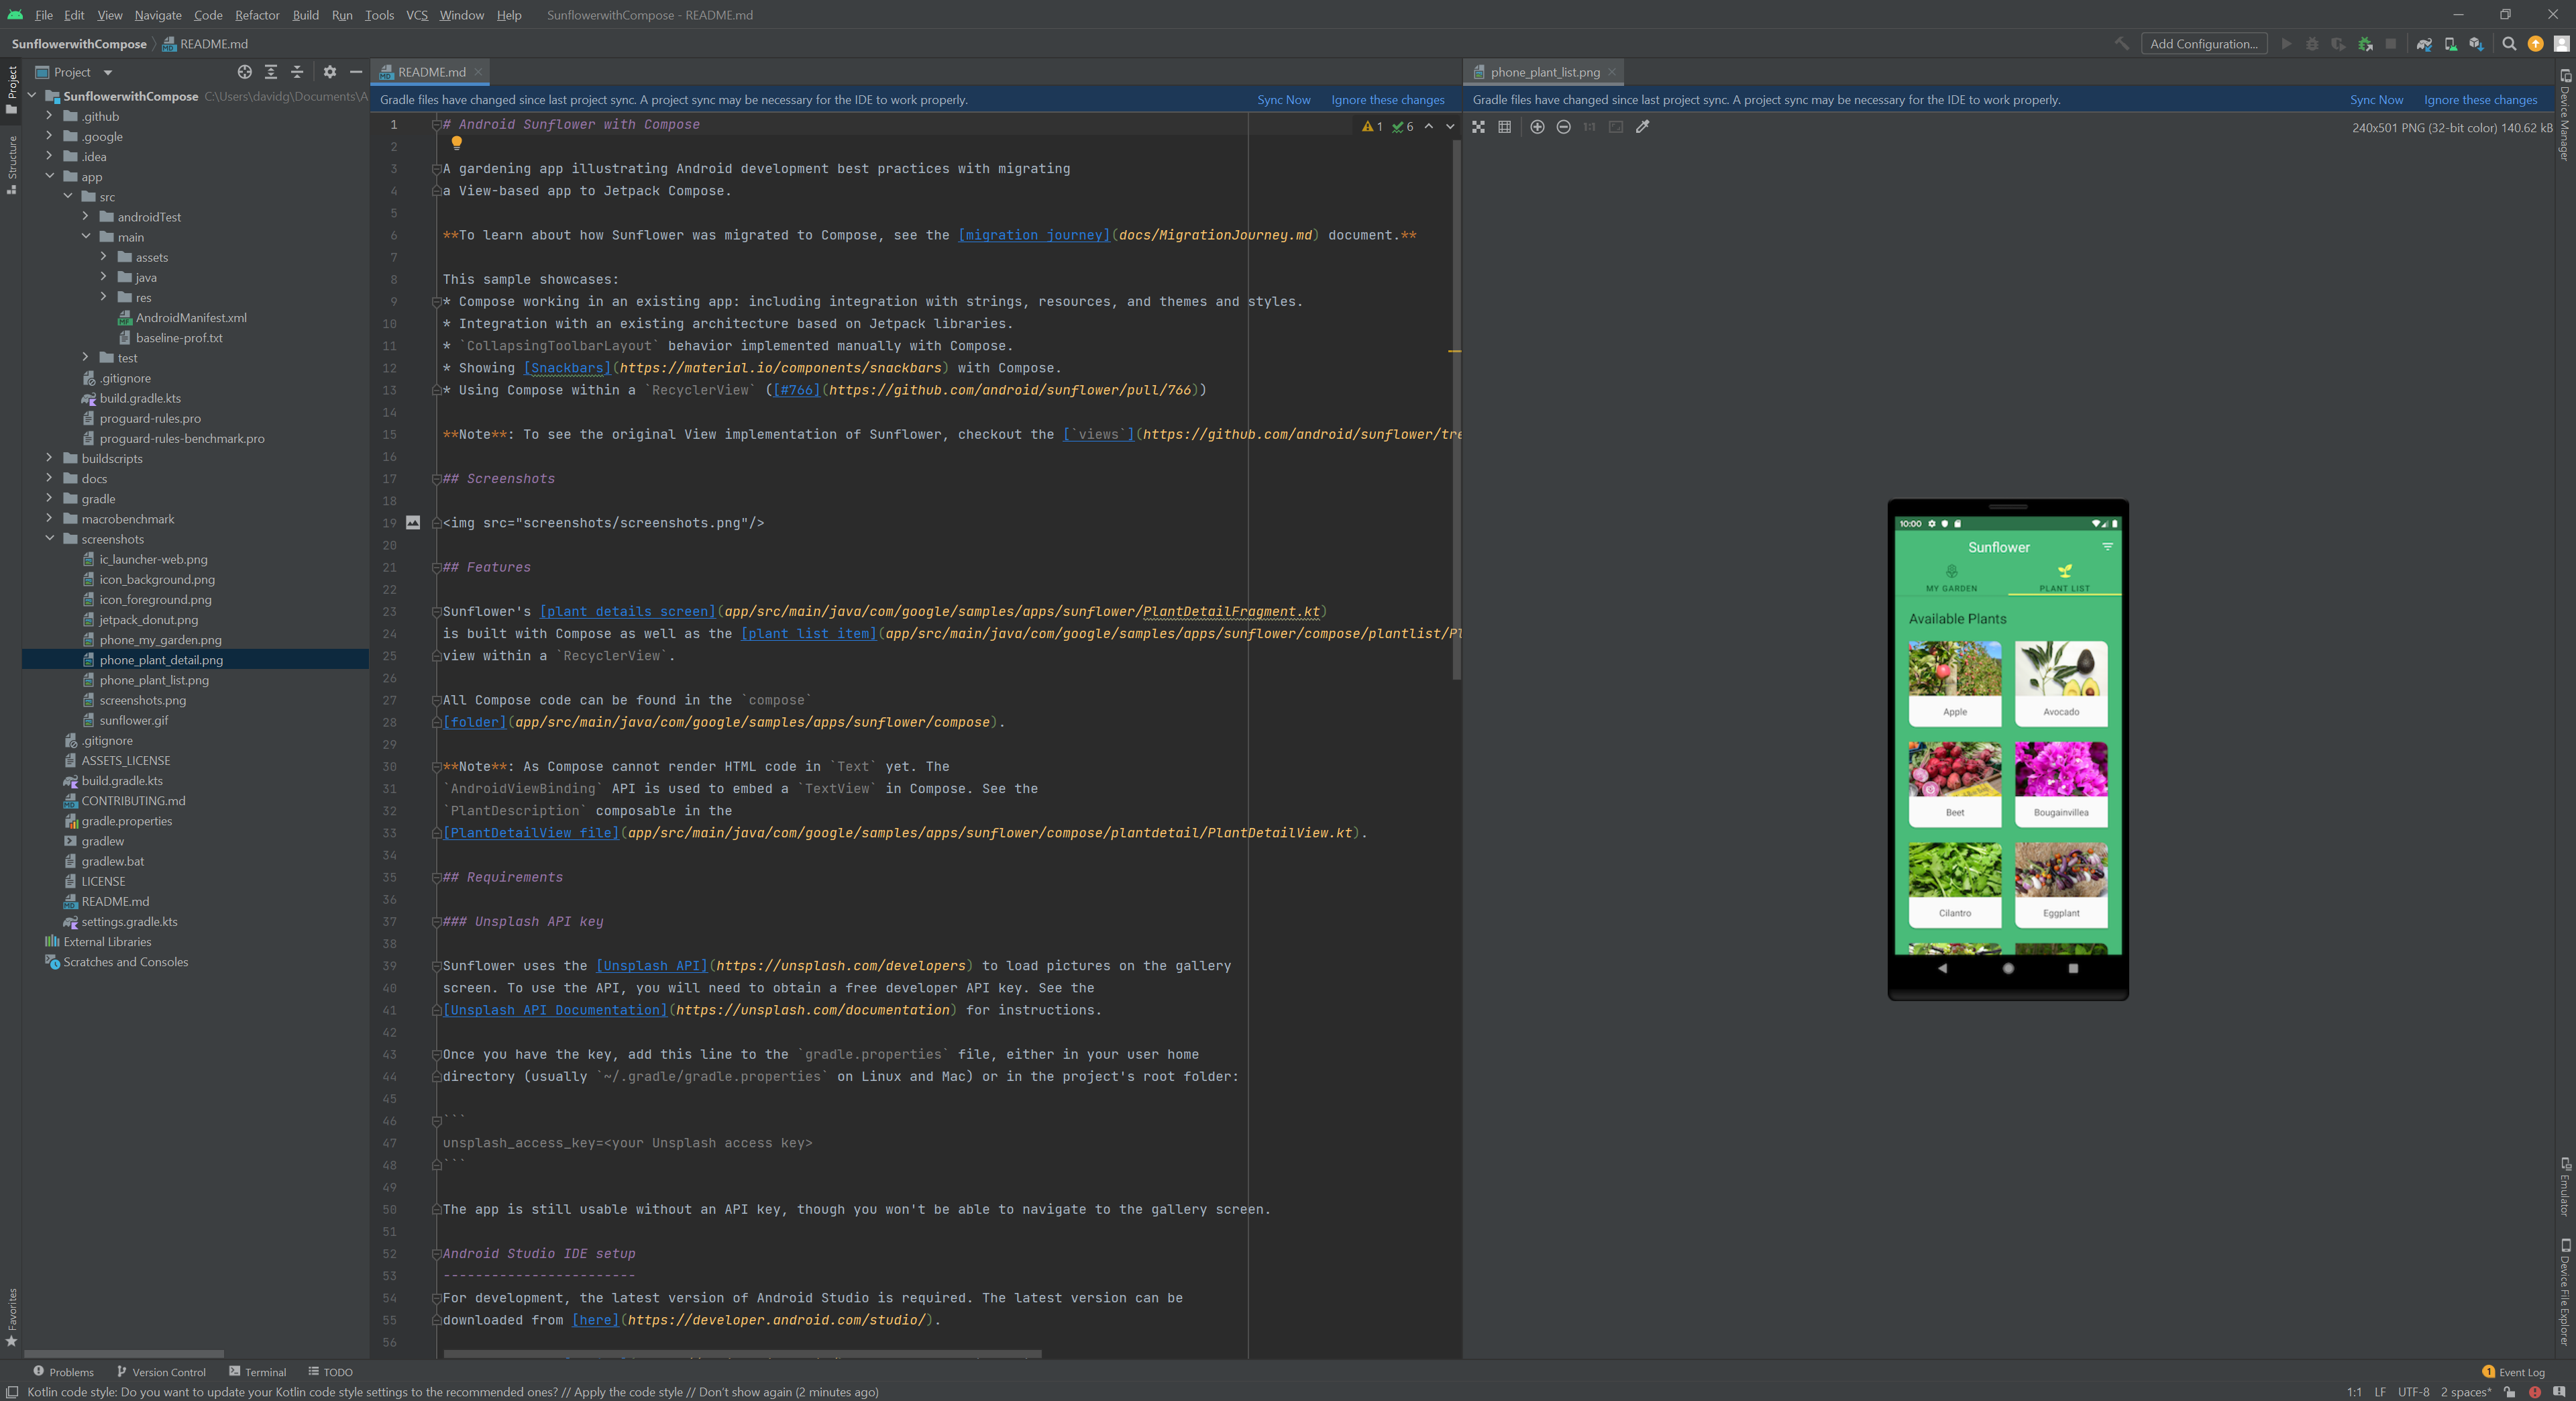 File Edit View Navigate Code Refactor Build Run Tools VCS Window Help SunflowerwithCompose - README.md
SunflowerwithCompose README.md Add Configuration...
Project
Project
README.md
phone_plant_list.png
Gradle files have changed since last project sync. A project sync may be necessary for the IDE to work properly. Sync Now Ignore these changes
Gradle files have changed since last project sync. A project sync may be necessary for the IDE to work properly. Sync Now Ignore these changes
240x501 PNG (32-bit color) 140.62 kB
SunflowerwithCompose C:\Users\davidg\Documents\A
.github
.google
.idea
app
src
androidTest
main
assets
java
res
AndroidManifest.xml
baseline-prof.txt
test
.gitignore
build.gradle.kts
proguard-rules.pro
proguard-rules-benchmark.pro
buildscripts
docs
gradle
macrobenchmark
screenshots
ic_launcher-web.png
icon_background.png
icon_foreground.png
jetpack_donut.png
phone_my_garden.png
phone_plant_detail.png
phone_plant_list.png
screenshots.png
sunflower.gif
.gitignore
ASSETS_LICENSE
build.gradle.kts
CONTRIBUTING.md
gradle.properties
gradlew
gradlew.bat
LICENSE
README.md
settings.gradle.kts
External Libraries
Scratches and Consoles
Structure
Favorites
1 6
1 # Android Sunflower with Compose
2
3 A gardening app illustrating Android development best practices with migrating
4 a View-based app to Jetpack Compose.
5
6 **To learn about how Sunflower was migrated to Compose, see the [migration journey](docs/MigrationJourney.md) document.**
7
8 This sample showcases:
9 * Compose working in an existing app: including integration with strings, resources, and themes and styles.
10 * Integration with an existing architecture based on Jetpack libraries.
11 * `CollapsingToolbarLayout` behavior implemented manually with Compose.
12 * Showing [Snackbars](https://material.io/components/snackbars) with Compose.
13 * Using Compose within a `RecyclerView` ([#766](https://github.com/android/sunflower/pull/766))
14
15 **Note**: To see the original View implementation of Sunflower, checkout the [`views`](https://github.com/android/sunflower/tre
16
17 ## Screenshots
18
19 <img src="screenshots/screenshots.png"/>
20
21 ## Features
22
23 Sunflower's [plant details screen](app/src/main/java/com/google/samples/apps/sunflower/PlantDetailFragment.kt)
24 is built with Compose as well as the [plant list item](app/src/main/java/com/google/samples/apps/sunflower/compose/plantlist/Pl
25 view within a `RecyclerView`.
26
27 All Compose code can be found in the `compose`
28 [folder](app/src/main/java/com/google/samples/apps/sunflower/compose).
29
30 **Note**: As Compose cannot render HTML code in `Text` yet. The
31 `AndroidViewBinding` API is used to embed a `TextView` in Compose. See the
32 `PlantDescription` composable in the
33 [PlantDetailView file](app/src/main/java/com/google/samples/apps/sunflower/compose/plantdetail/PlantDetailView.kt).
34
35 ## Requirements
36
37 ### Unsplash API key
38
39 Sunflower uses the [Unsplash API](https://unsplash.com/developers) to load pictures on the gallery
40 screen. To use the API, you will need to obtain a free developer API key. See the
41 [Unsplash API Documentation](https://unsplash.com/documentation) for instructions.
42
43 Once you have the key, add this line to the `gradle.properties` file, either in your user home
44 directory (usually `~/.gradle/gradle.properties` on Linux and Mac) or in the project's root folder:
45
46 ```
47 unsplash_access_key=<your Unsplash access key>
48 ```
49
50 The app is still usable without an API key, though you won't be able to navigate to the gallery screen.
51
52 Android Studio IDE setup
53 ------------------------
54 For development, the latest version of Android Studio is required. The latest version can be
55 downloaded from [here](https://developer.android.com/studio/).
56
1:1
10:00
Sunflower
MY GARDEN PLANT LIST
Available Plants
Apple Avocado
Beet Bougainvillea
Cilantro Eggplant
Device Manager
Emulator
Device File Explorer
Problems Version Control Terminal TODO 1 Event Log
Kotlin code style: Do you want to update your Kotlin code style settings to the recommended ones? // Apply the code style // Don't show again (2 minutes ago) 1:1 LF UTF-8 2 spaces*